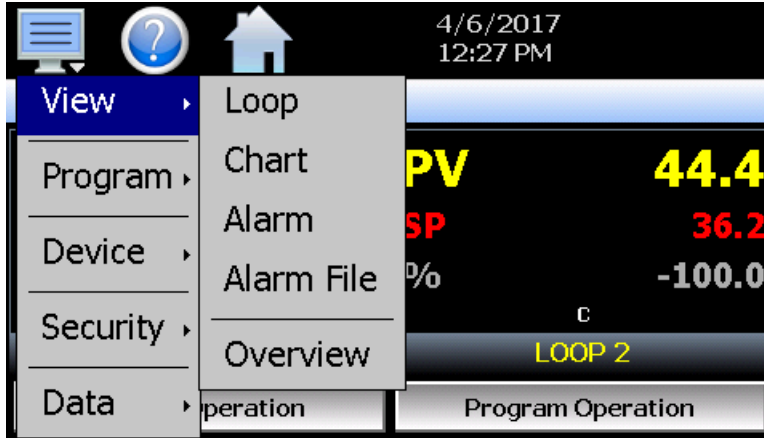 ?
4/6/2017
12:27 PM
View
Program
Device
Security
Data
Loop
Chart
Alarm
Alarm File
Overview
PV 44.4
SP 36.2
% -100.0
C
LOOP 2
peration
Program Operation